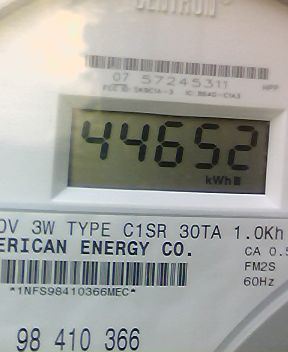 CENTRON®
07 57245311
44652
kWh
0V 3W TYPE C1SR 30TA 1.0Kh
ERICAN ENERGY CO.
CA 0.5
FM2S
60Hz
*1NFS98410366MEC*
98 410 366